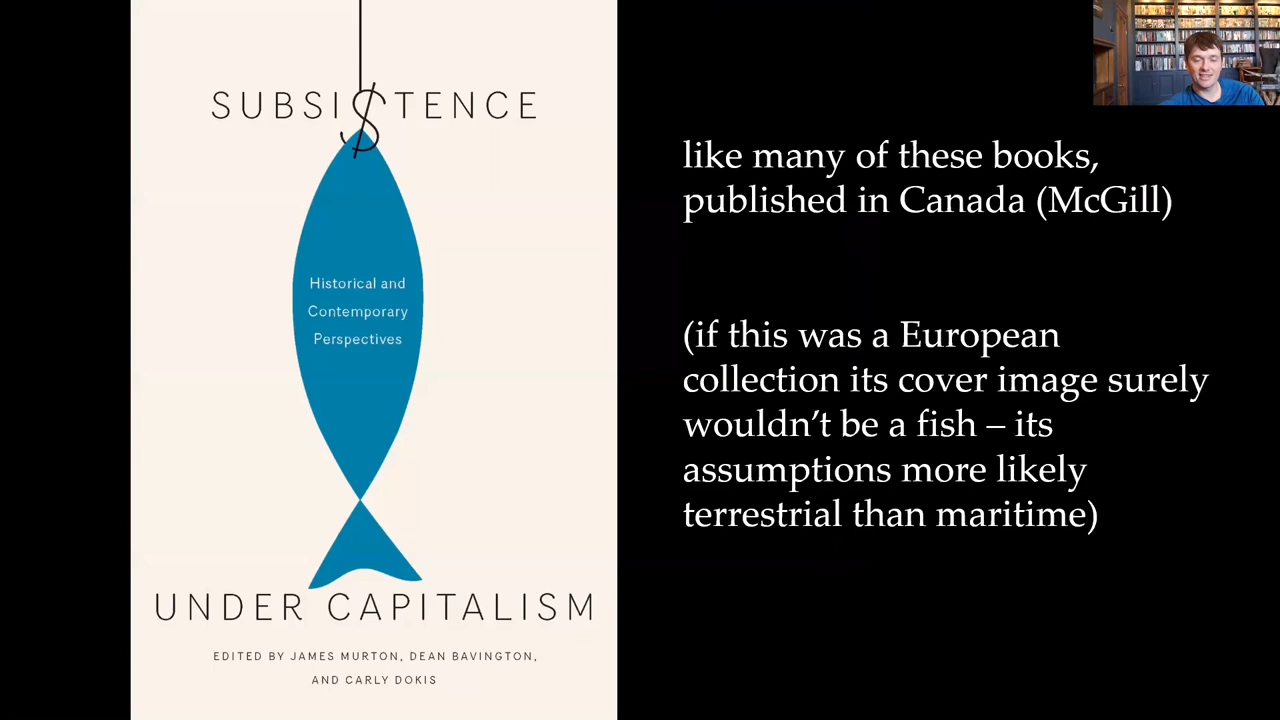 SUBSI$TENCE
Historical and
Contemporary
Perspectives
UNDER CAPITALISM
EDITED BY JAMES MURTON, DEAN BAVINGTON,
AND CARLY DOKIS
like many of these books,
published in Canada (McGill)
(if this was a European
collection its cover image surely
wouldn’t be a fish – its
assumptions more likely
terrestrial than maritime)